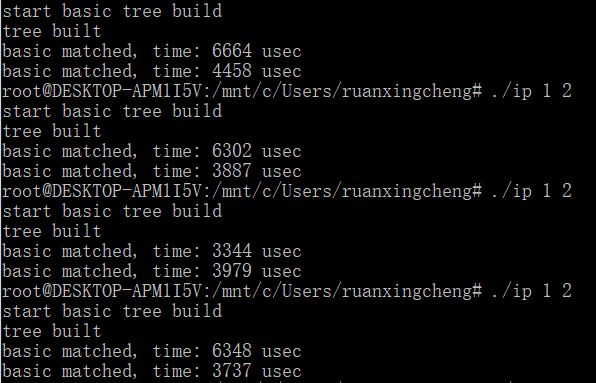 start basic tree build
tree built
basic matched, time: 6664 usec
basic matched, time: 4458 usec
root@DESKTOP-APM1I5V:/mnt/c/Users/ruanxingcheng# ./ip 1 2
start basic tree build
tree built
basic matched, time: 6302 usec
basic matched, time: 3887 usec
root@DESKTOP-APM1I5V:/mnt/c/Users/ruanxingcheng# ./ip 1 2
start basic tree build
tree built
basic matched, time: 3344 usec
basic matched, time: 3979 usec
root@DESKTOP-APM1I5V:/mnt/c/Users/ruanxingcheng# ./ip 1 2
start basic tree build
tree built
basic matched, time: 6348 usec
basic matched, time: 3737 usec